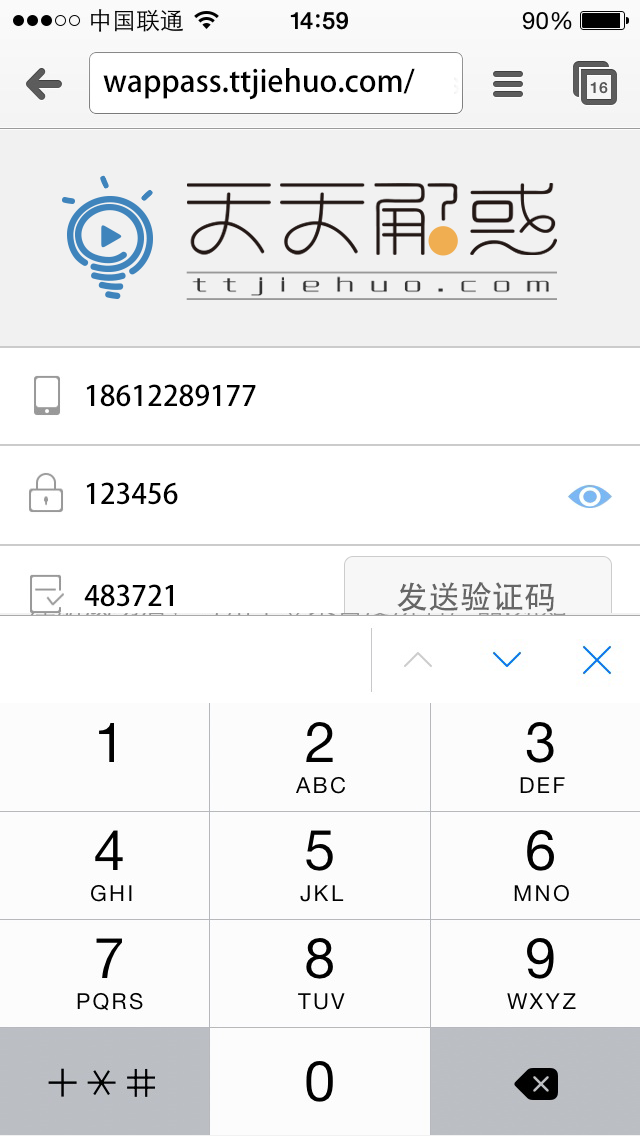 中国联通 14:59 90%
wappass.ttjiehuo.com/ 16
天天解惑
ttjiehuo.com
18612289177
123456
483721 发送验证码
1 2 3
ABC DEF
4 5 6
GHI JKL MNO
7 8 9
PQRS TUV WXYZ
+*# 0